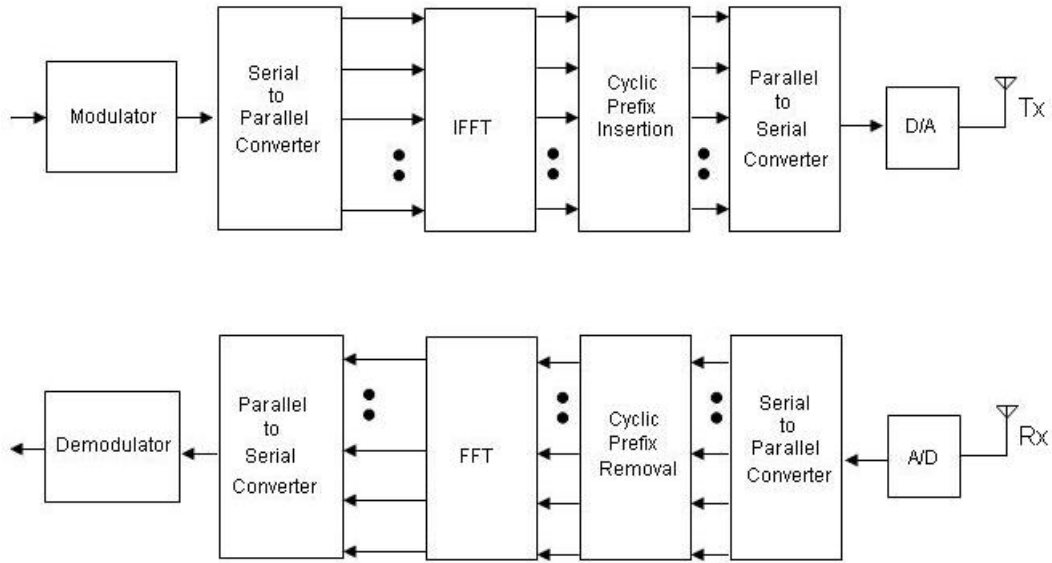 Modulator
Serial
to
Parallel
Converter
IFFT
Cyclic
Prefix
Insertion
Parallel
to
Serial
Converter
D/A
Tx
Demodulator
Parallel
to
Serial
Converter
FFT
Cyclic
Prefix
Removal
Serial
to
Parallel
Converter
A/D
Rx